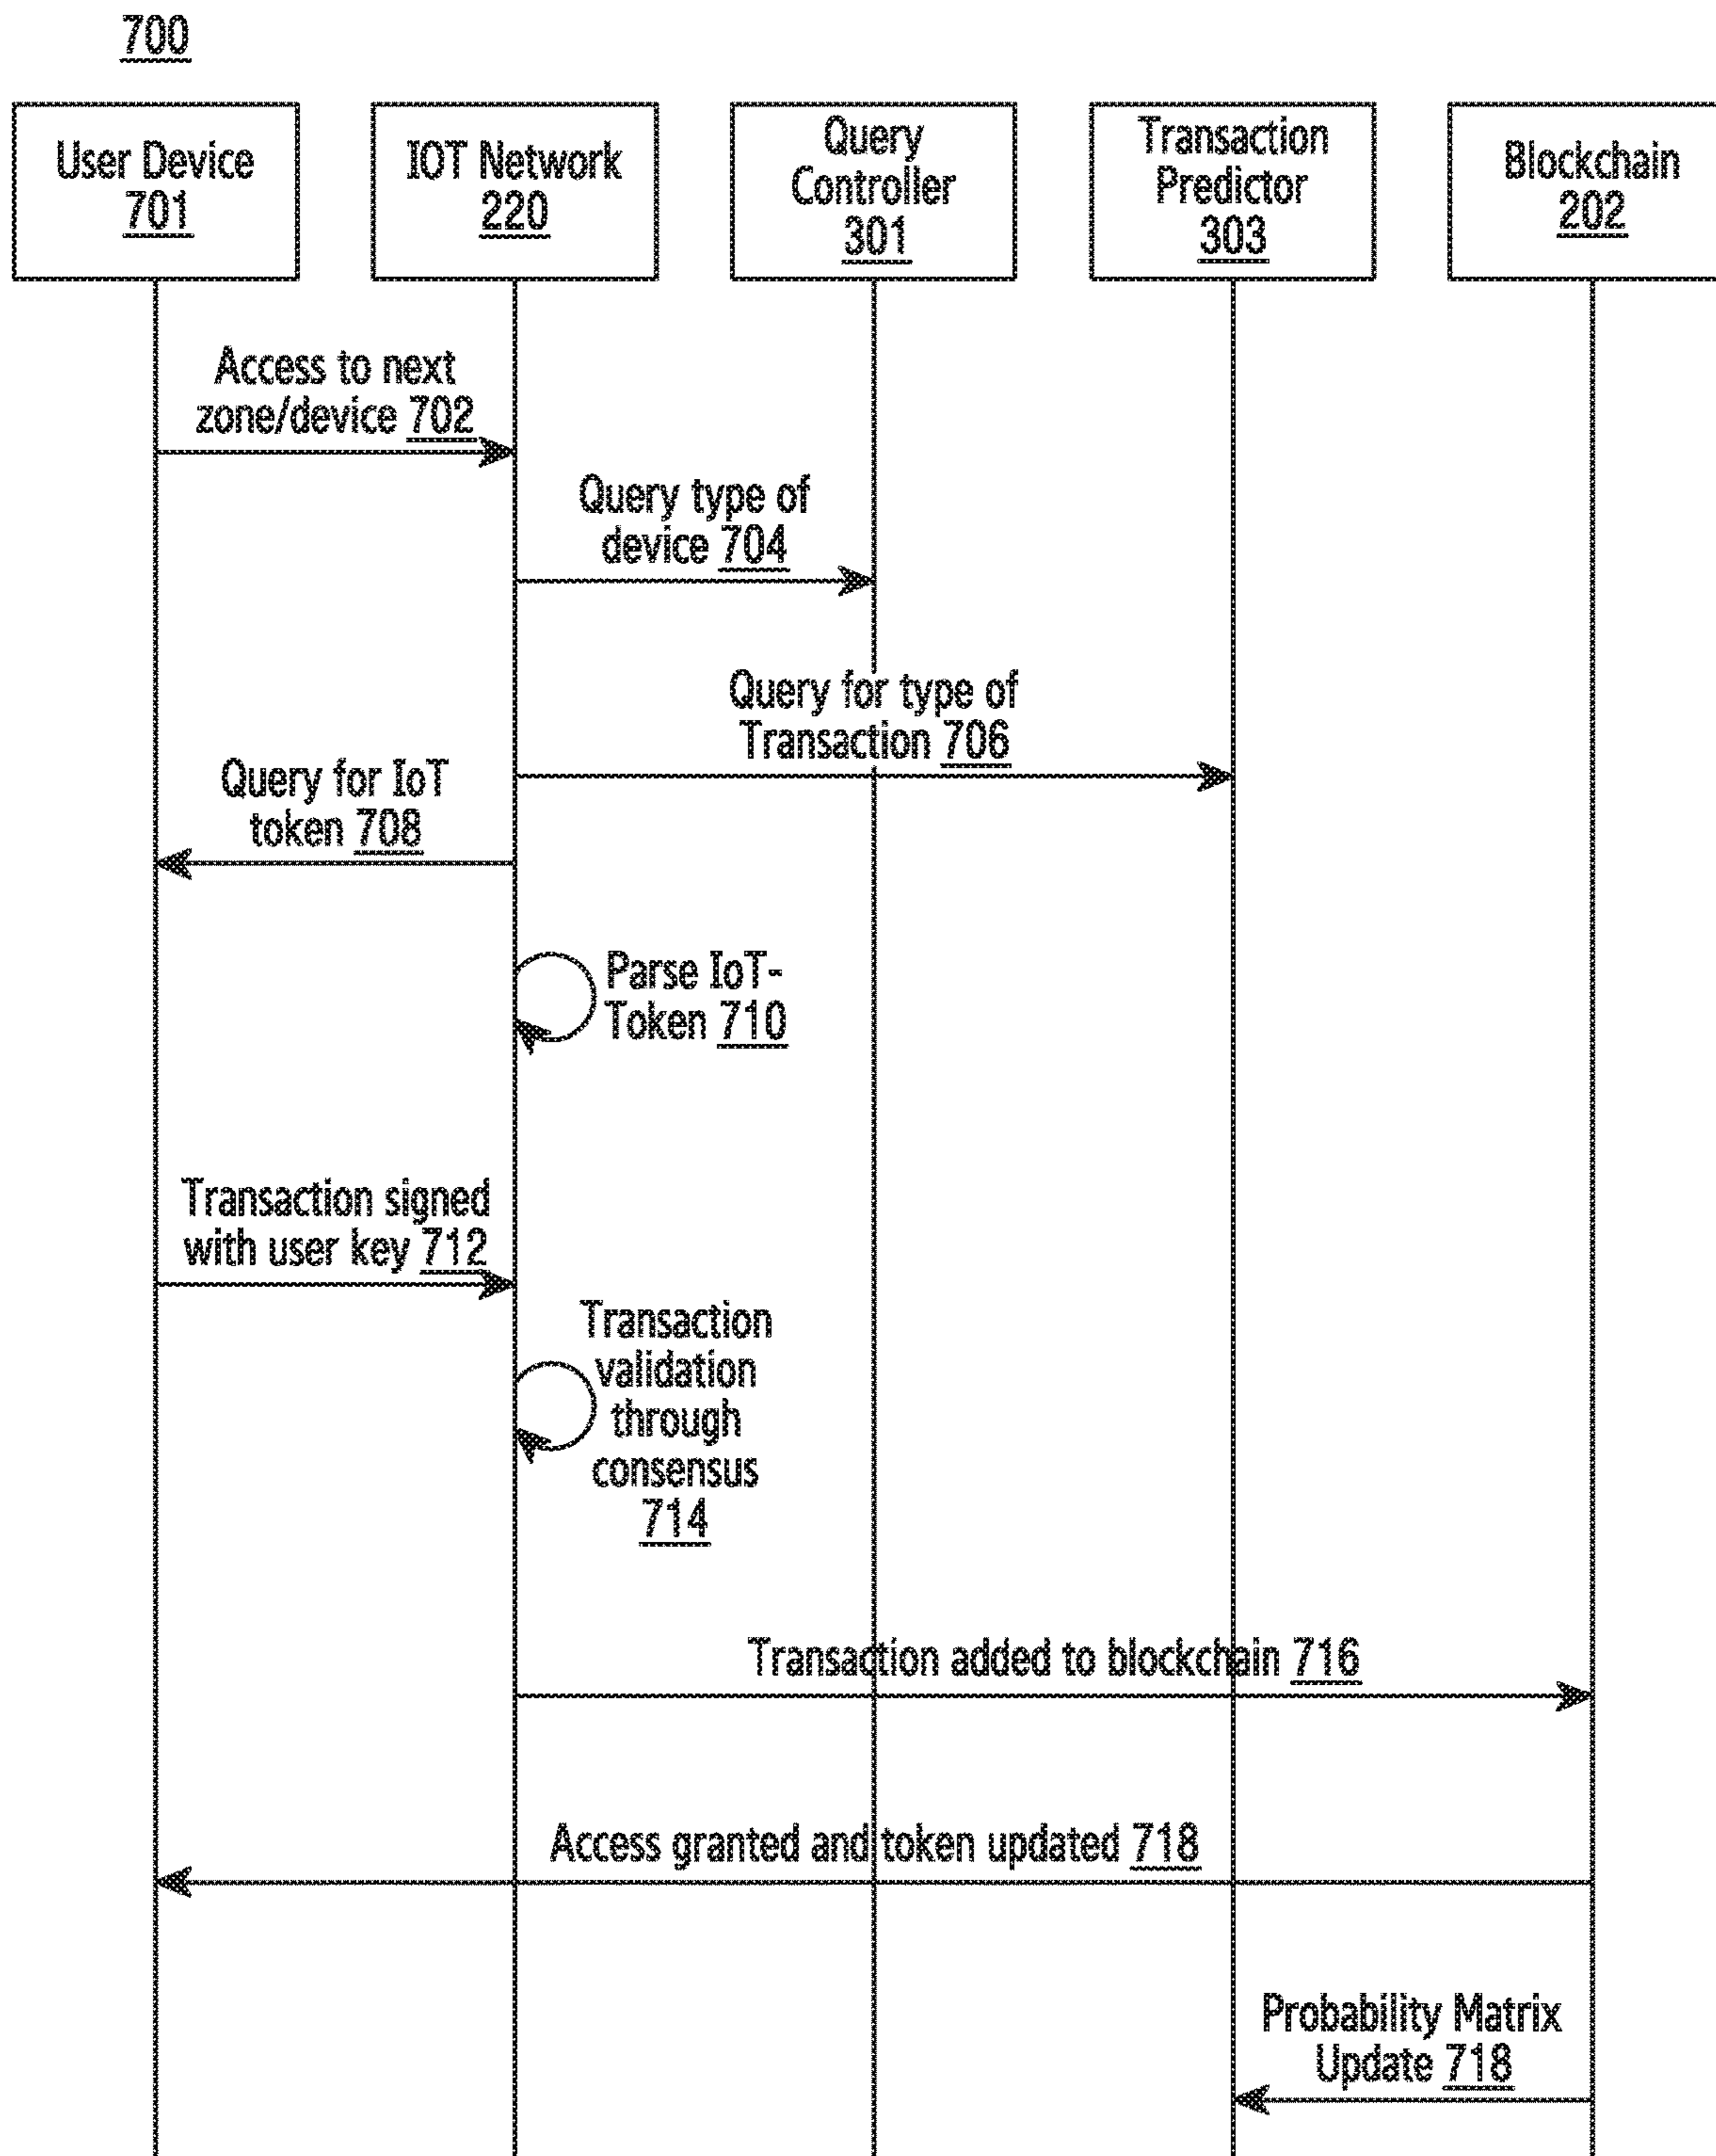 700
User Device
701
IOT Network
220
Query
Controller
301
Transaction
Predictor
303
Blockchain
202
Access to next
zone/device 702
Query type of
device 704
Query for type of
Transaction 706
Query for IoT
token 708
Parse IoT-
Token 710
Transaction signed
with user key 712
Transaction
validation
through
consensus
714
Transaction added to blockchain 716
Access granted and token updated 718
Probability Matrix
Update 718